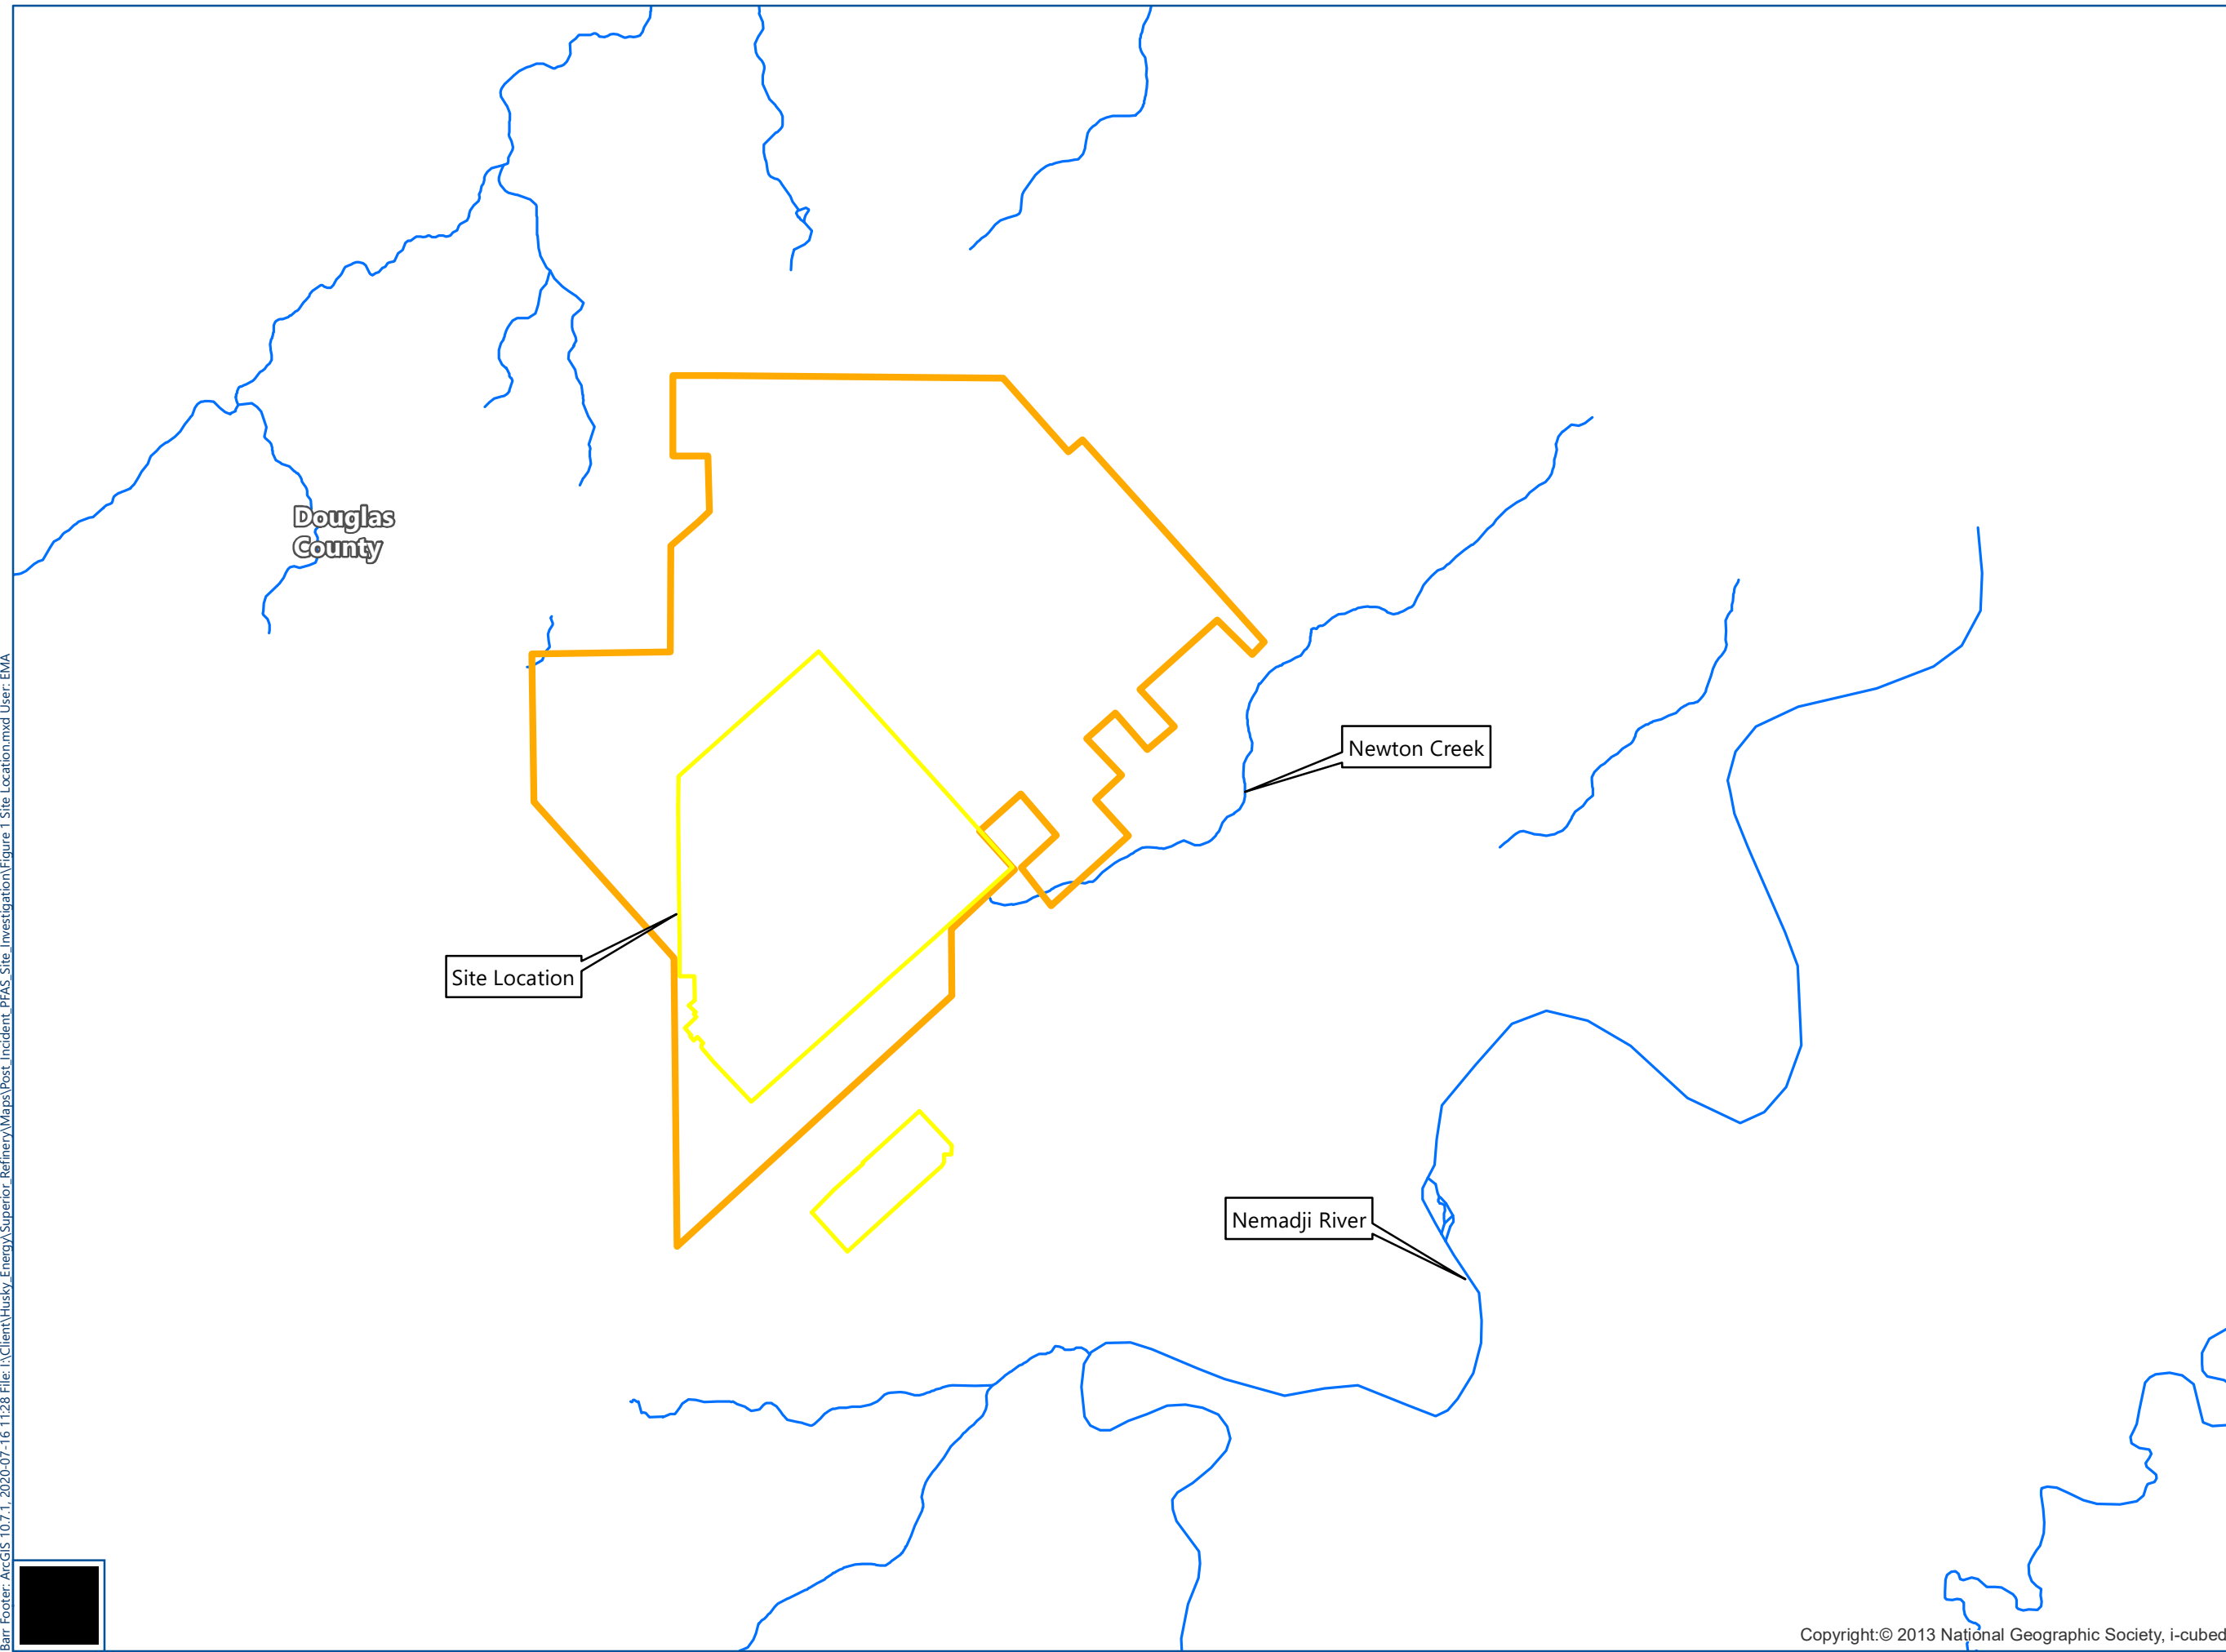 Douglas
County
Newton Creek
Site Location
Nemadji River
Barr Footer: ArcGIS 10.7.1, 2020-07-16 11:28 File: I:\Client\Husky_Energy\Superior_Refinery\Maps\Post_Incident_PFAS_Site_Investigation\Figure 1 Site Location.mxd User: EMA
Copyright:© 2013 National Geographic Society, i-cubed